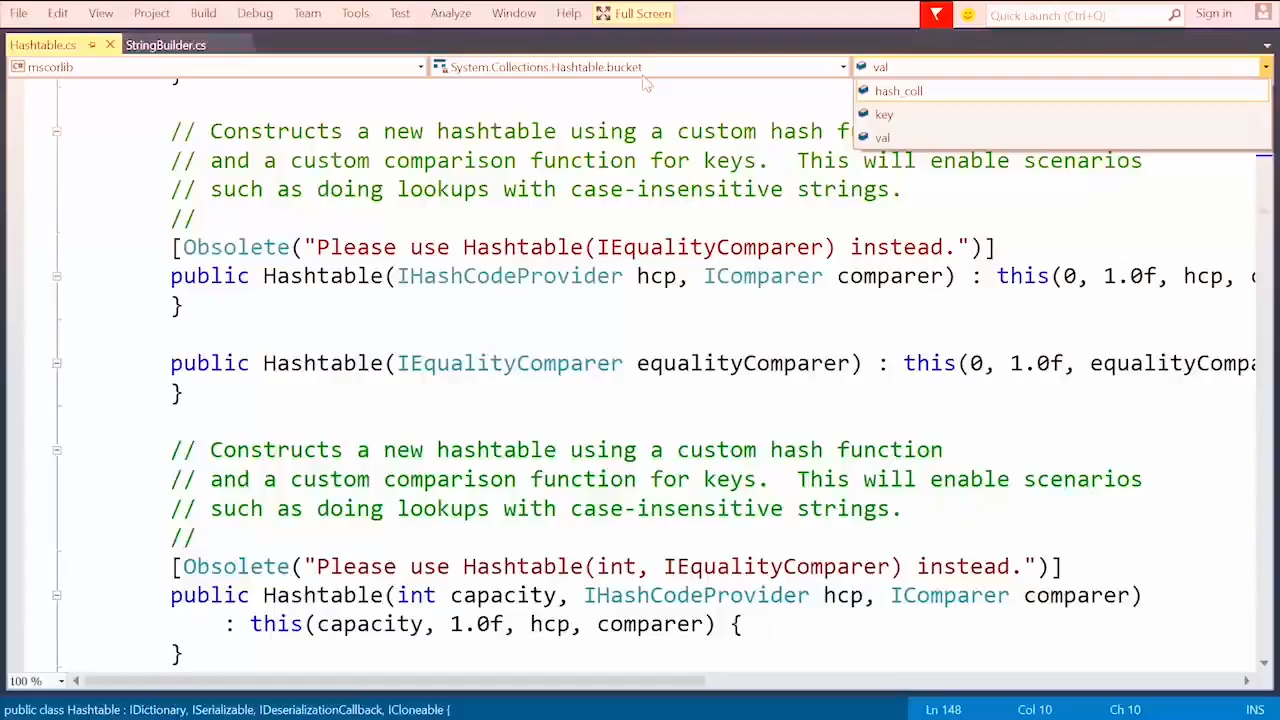 File Edit View Project Build Debug Team Tools Test Analyze Window Help Full Screen Quick Launch (Ctrl+Q) Sign in
Hashtable.cs StringBuilder.cs
mscorlib System.Collections.Hashtable.bucket val
hash_coll
key
val
}
// Constructs a new hashtable using a custom hash f
// and a custom comparison function for keys.  This will enable scenarios
// such as doing lookups with case-insensitive strings.
//
[Obsolete("Please use Hashtable(IEqualityComparer) instead.")]
public Hashtable(IHashCodeProvider hcp, IComparer comparer) : this(0, 1.0f, hcp, c
}
public Hashtable(IEqualityComparer equalityComparer) : this(0, 1.0f, equalityCompa
}
// Constructs a new hashtable using a custom hash function
// and a custom comparison function for keys.  This will enable scenarios
// such as doing lookups with case-insensitive strings.
//
[Obsolete("Please use Hashtable(int, IEqualityComparer) instead.")]
public Hashtable(int capacity, IHashCodeProvider hcp, IComparer comparer)
: this(capacity, 1.0f, hcp, comparer) {
}
100 %
public class Hashtable : IDictionary, ISerializable, IDeserializationCallback, ICloneable { Ln 148 Col 10 Ch 10 INS